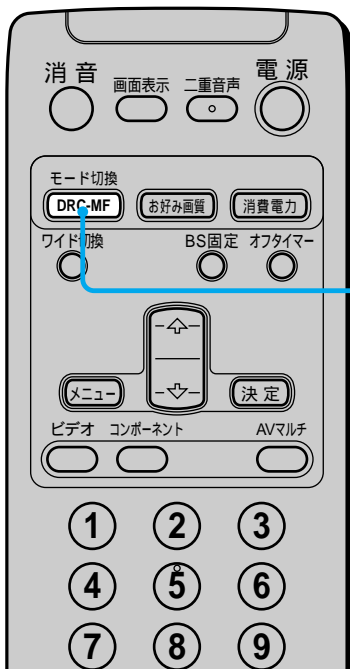 消音
画面表示
二重音声
電源
モード切換
DRC-MF
お好み画質
消費電力
ワイド切換
BS固定
オフタイマー
メニュー
決定
ビデオ
コンポーネント
AVマルチ
1
2
3
4
5
6
7
8
9